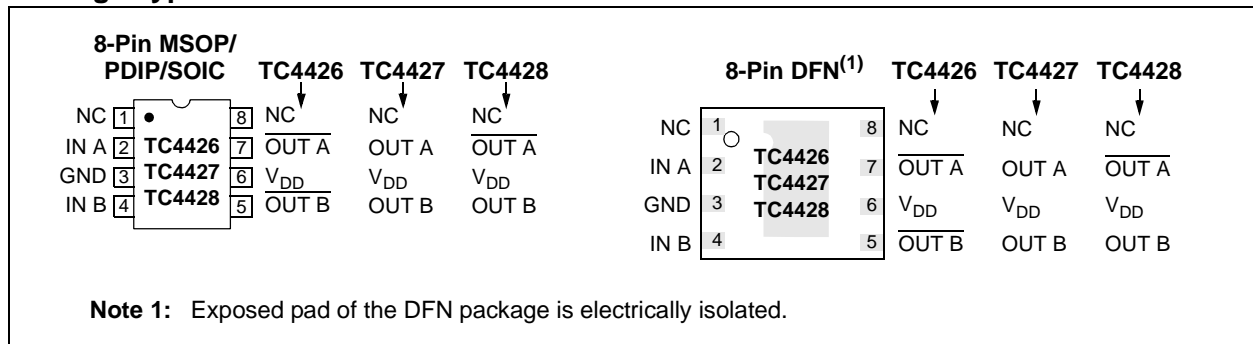 8-Pin MSOP/
PDIP/SOIC TC4426 TC4427 TC4428
NC 1 8 NC NC NC
IN A 2 TC4426 7 OUT A OUT A OUT A
GND 3 TC4427 6 VDD VDD VDD
IN B 4 TC4428 5 OUT B OUT B OUT B
8-Pin DFN(1) TC4426 TC4427 TC4428
NC 1 8 NC NC NC
IN A 2 TC4426 7 OUT A OUT A OUT A
TC4427
GND 3 TC4428 6 VDD VDD VDD
IN B 4 5 OUT B OUT B OUT B
Note 1: Exposed pad of the DFN package is electrically isolated.